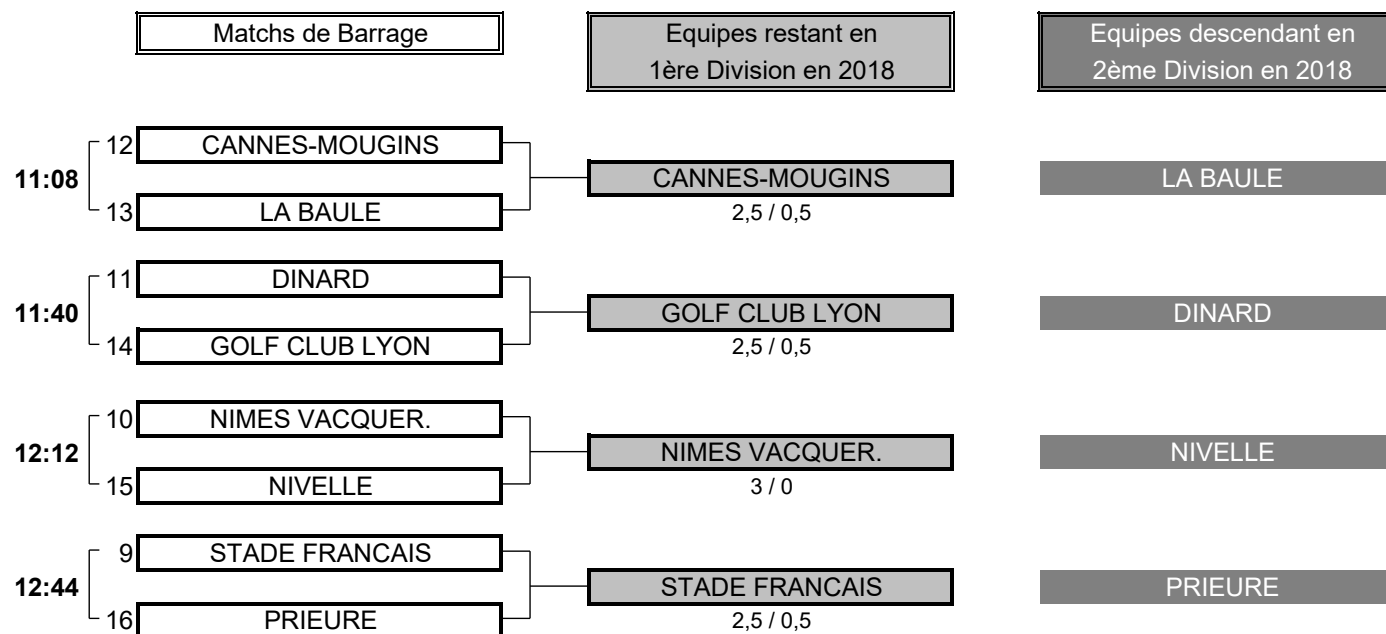 Matchs de Barrage
Equipes restant en
1ère Division en 2018
Equipes descendant en
2ème Division en 2018
11:08
12 CANNES-MOUGINS
13 LA BAULE
CANNES-MOUGINS
2,5 / 0,5
LA BAULE
11:40
11 DINARD
14 GOLF CLUB LYON
GOLF CLUB LYON
2,5 / 0,5
DINARD
12:12
10 NIMES VACQUER.
15 NIVELLE
NIMES VACQUER.
3 / 0
NIVELLE
12:44
9 STADE FRANCAIS
16 PRIEURE
STADE FRANCAIS
2,5 / 0,5
PRIEURE